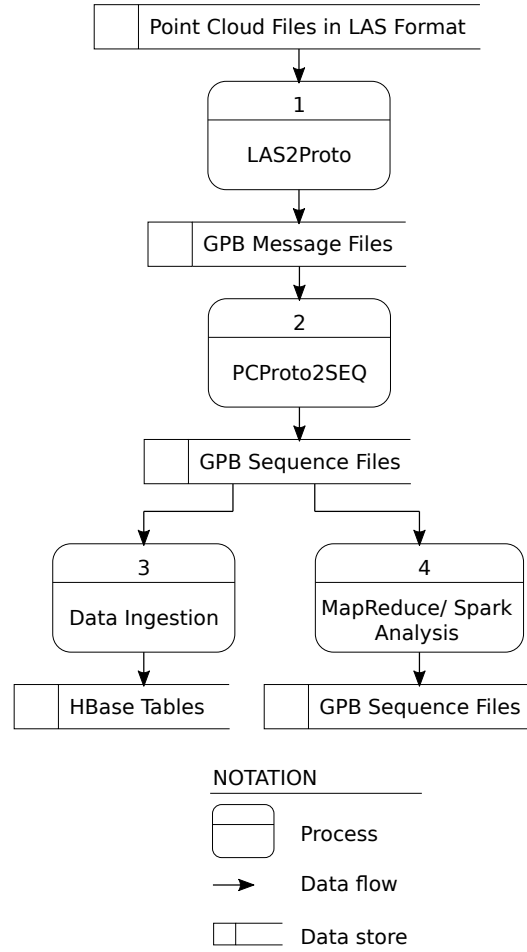 Point Cloud Files in LAS Format
1
LAS2Proto
GPB Message Files
2
PCProto2SEQ
GPB Sequence Files
3
Data Ingestion
HBase Tables
4
MapReduce/ Spark
Analysis
GPB Sequence Files
NOTATION
Process
Data flow
Data store